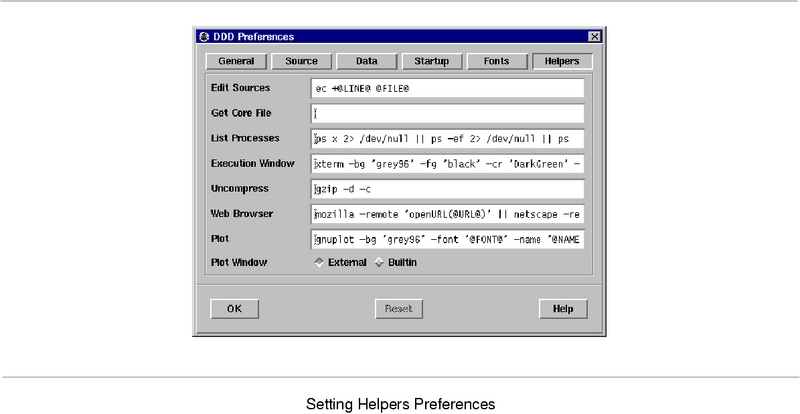 DDD Preferences
General Source Data Startup Fonts Helpers
Edit Sources ec +@LINE@ @FILE@
Get Core File
List Processes ps x 2> /dev/null || ps -ef 2> /dev/null || ps
Execution Window xterm -bg 'grey96' -fg 'black' -cr 'DarkGreen' -
Uncompress gzip -d -c
Web Browser mozilla -remote 'openURL(@URL@)' || netscape -re
Plot gnuplot -bg 'grey96' -font '@FONT@' -name '@NAME
Plot Window External Builtin
OK Reset Help
Setting Helpers Preferences